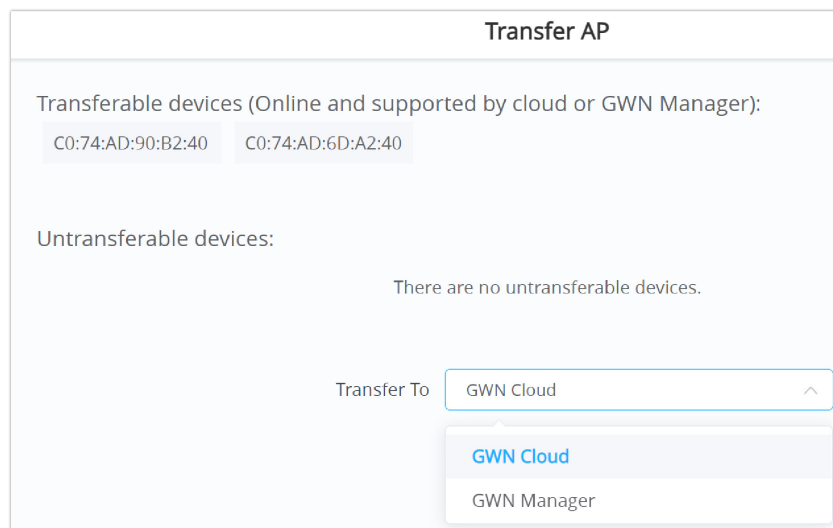 Transfer AP
Transferable devices (Online and supported by cloud or GWN Manager):
C0:74:AD:90:B2:40 C0:74:AD:6D:A2:40
Untransferable devices:
There are no untransferable devices.
Transfer To GWN Cloud
GWN Cloud
GWN Manager